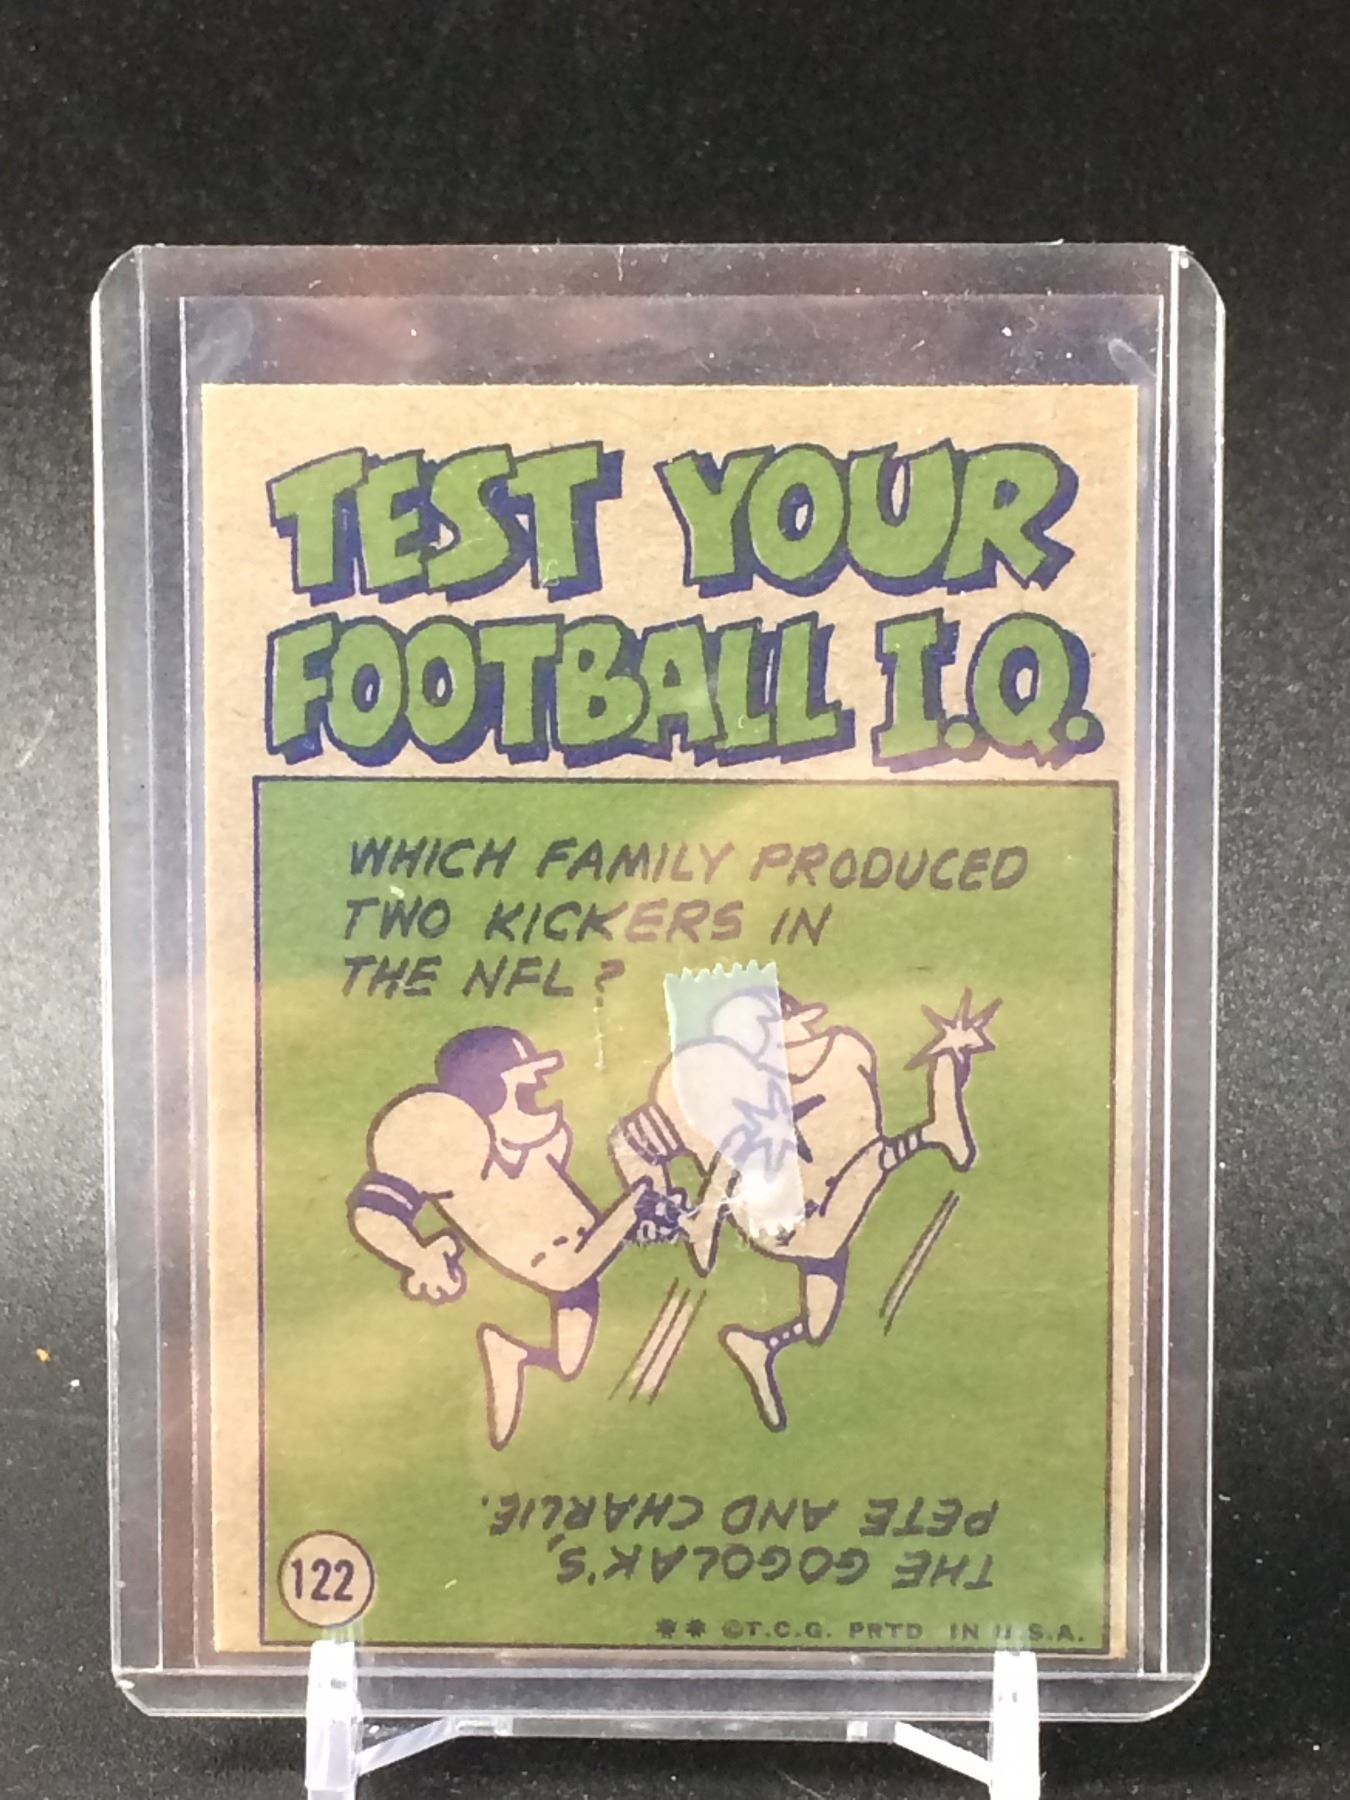 TEST YOUR
FOOTBALL I.Q.
WHICH FAMILY PRODUCED
TWO KICKERS IN
THE NFL?
THE GOGOLAK'S,
PETE AND CHARLIE.
122
** ©T.C.G. PRTD IN U.S.A.